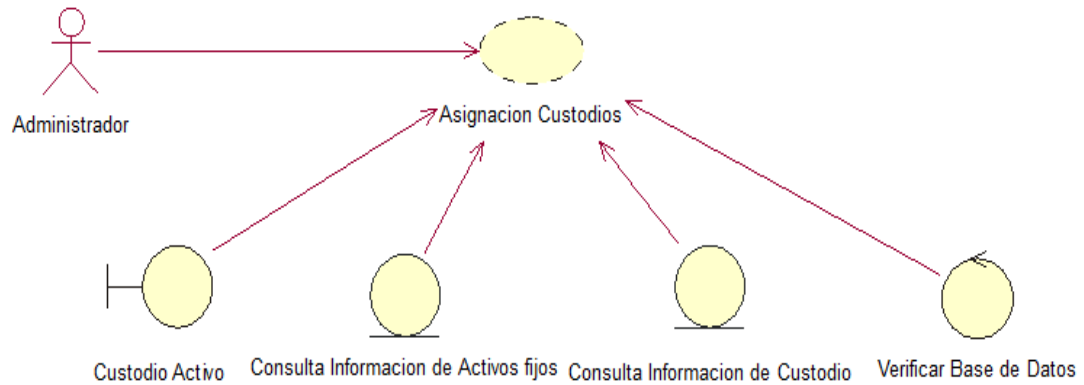 Administrador
Asignacion Custodios
Custodio Activo
Consulta Informacion de Activos fijos
Consulta Informacion de Custodio
Verificar Base de Datos